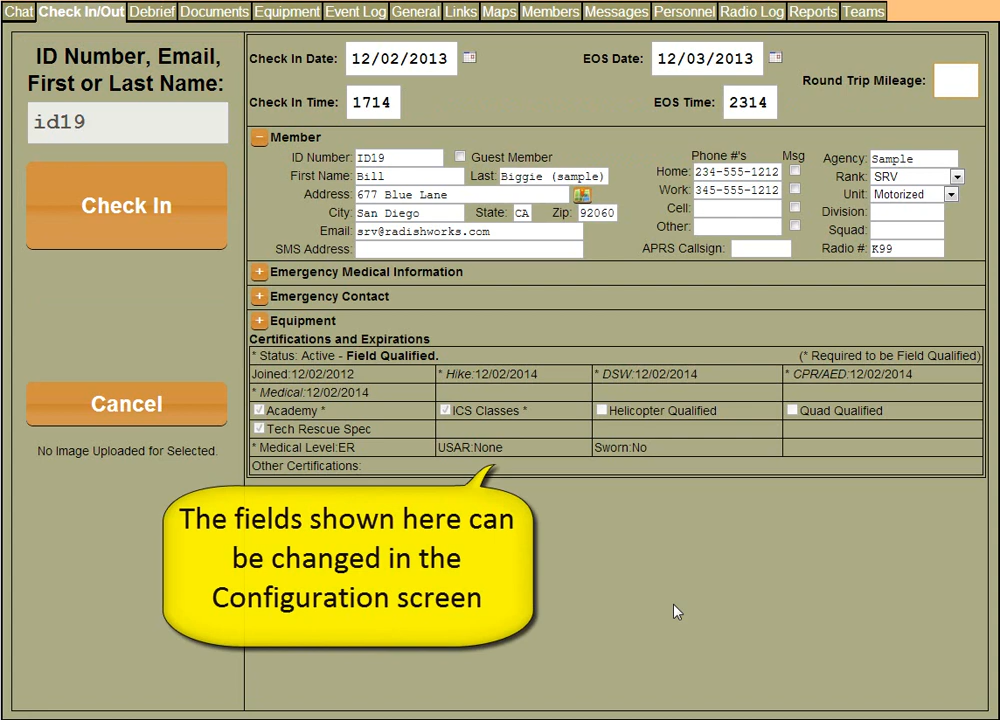 Chat Check In/Out Debrief Documents Equipment Event Log General Links Maps Members Messages Personnel Radio Log Reports Teams
ID Number, Email,
First or Last Name:
id19
Check In
Cancel
No Image Uploaded for Selected.
Check In Date: 12/02/2013 EOS Date: 12/03/2013
Round Trip Mileage:
Check In Time: 1714 EOS Time: 2314
− Member
ID Number: ID19 Guest Member Phone #'s Msg Agency: Sample
First Name: Bill Last: Biggie (sample) Home: 234-555-1212 Rank: SRV
Address: 677 Blue Lane Work: 345-555-1212 Unit: Motorized
City: San Diego State: CA Zip: 92060 Cell: Division:
Email: srv@radishworks.com Other: Squad:
SMS Address: APRS Callsign: Radio #: K99
+ Emergency Medical Information
+ Emergency Contact
+ Equipment
Certifications and Expirations
* Status: Active - Field Qualified. (* Required to be Field Qualified)
Joined:12/02/2012 * Hike:12/02/2014 * DSW:12/02/2014 * CPR/AED:12/02/2014
* Medical:12/02/2014
Academy * ICS Classes * Helicopter Qualified Quad Qualified
Tech Rescue Spec
* Medical Level:ER USAR:None Sworn:No
Other Certifications:
The fields shown here can
be changed in the
Configuration screen